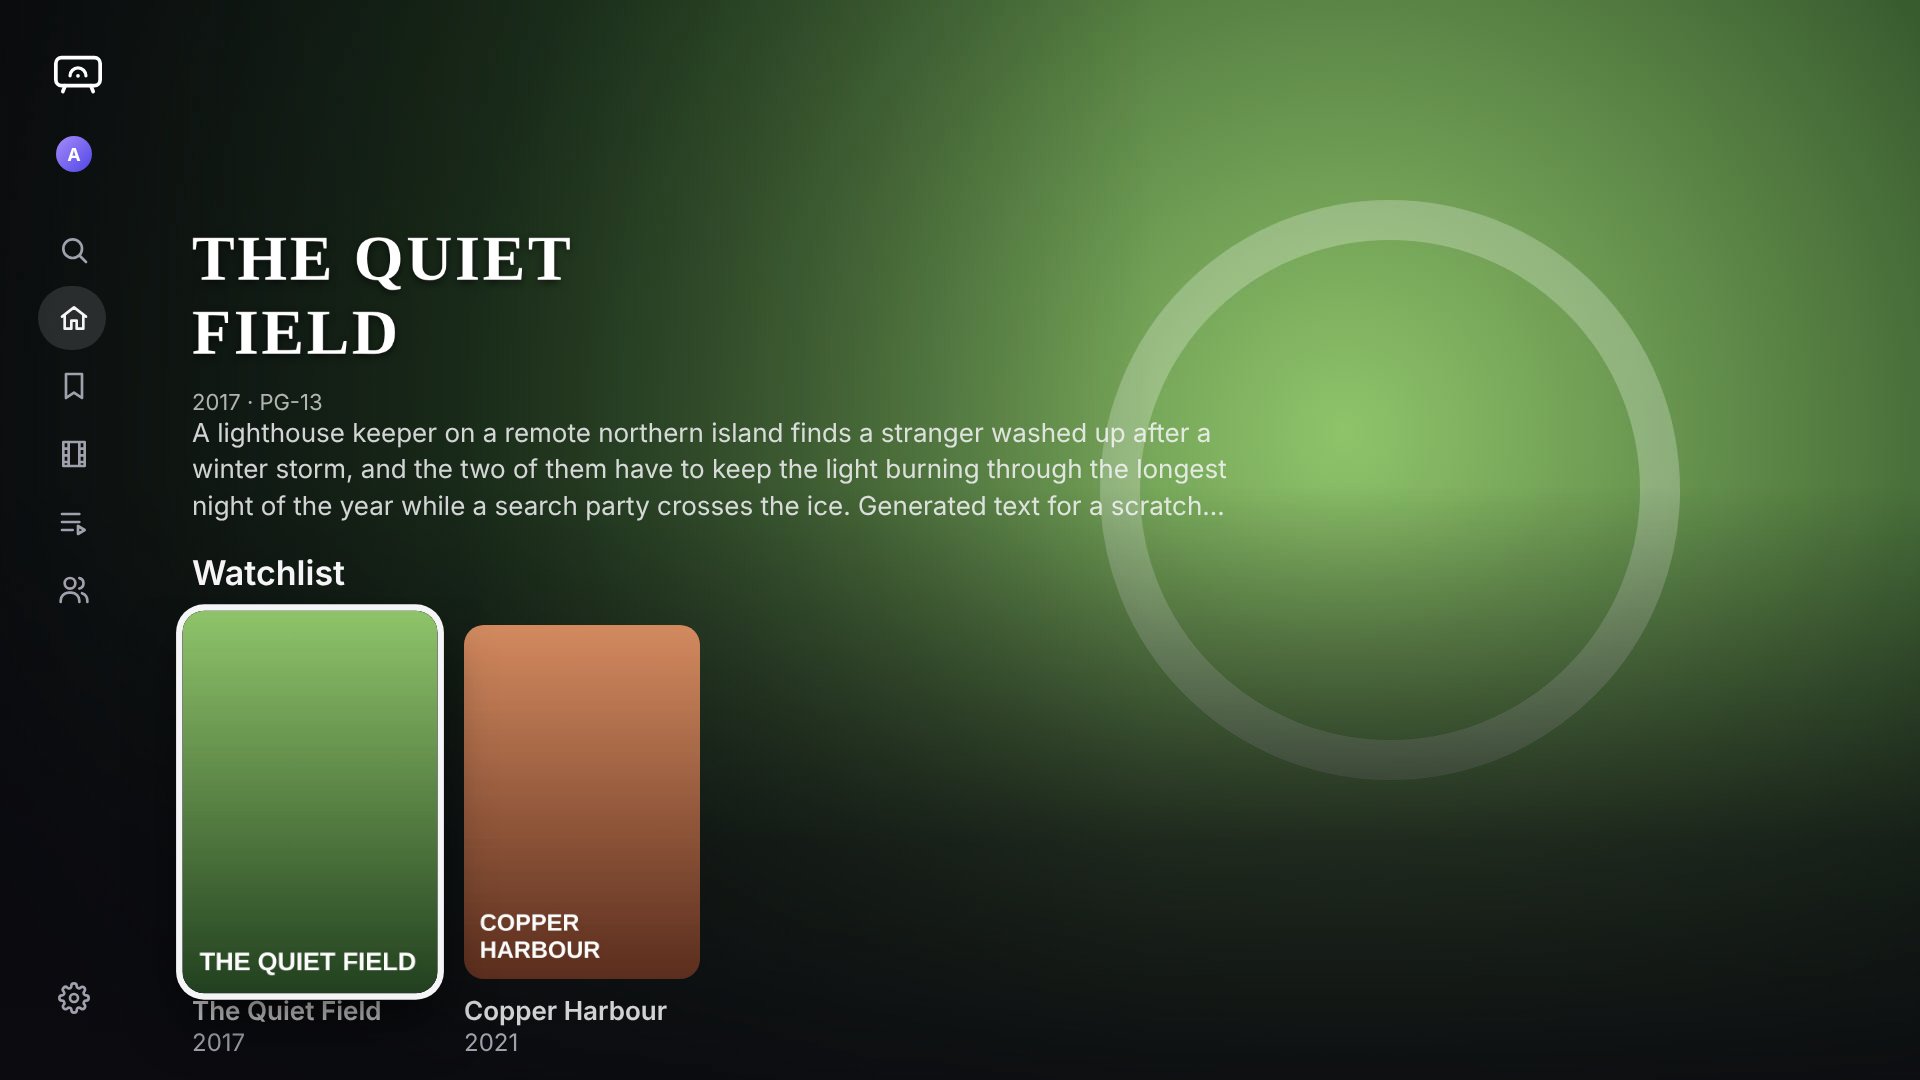 A
THE QUIET
FIELD
2017 · PG-13
A lighthouse keeper on a remote northern island finds a stranger washed up after a
winter storm, and the two of them have to keep the light burning through the longest
night of the year while a search party crosses the ice. Generated text for a scratch...
Watchlist
THE QUIET FIELD
COPPER
HARBOUR
The Quiet Field
2017
Copper Harbour
2021